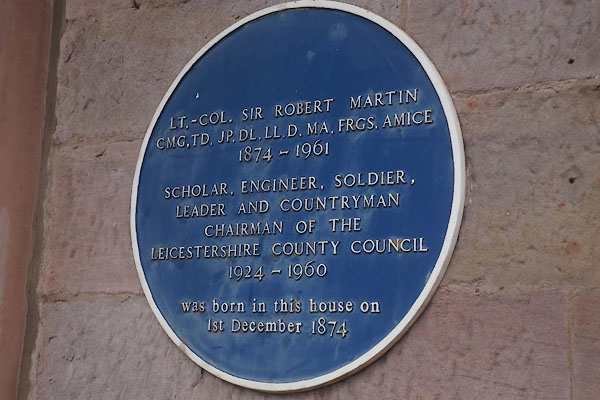 LT.-COL. SIR ROBERT MARTIN
CMG,TD, JP, DL, LL.D, MA, FRGS, AMICE
1874 – 1961
SCHOLAR, ENGINEER, SOLDIER,
LEADER AND COUNTRYMAN
CHAIRMAN OF THE
LEICESTERSHIRE COUNTY COUNCIL
1924 – 1960
was born in this house on
1st December 1874